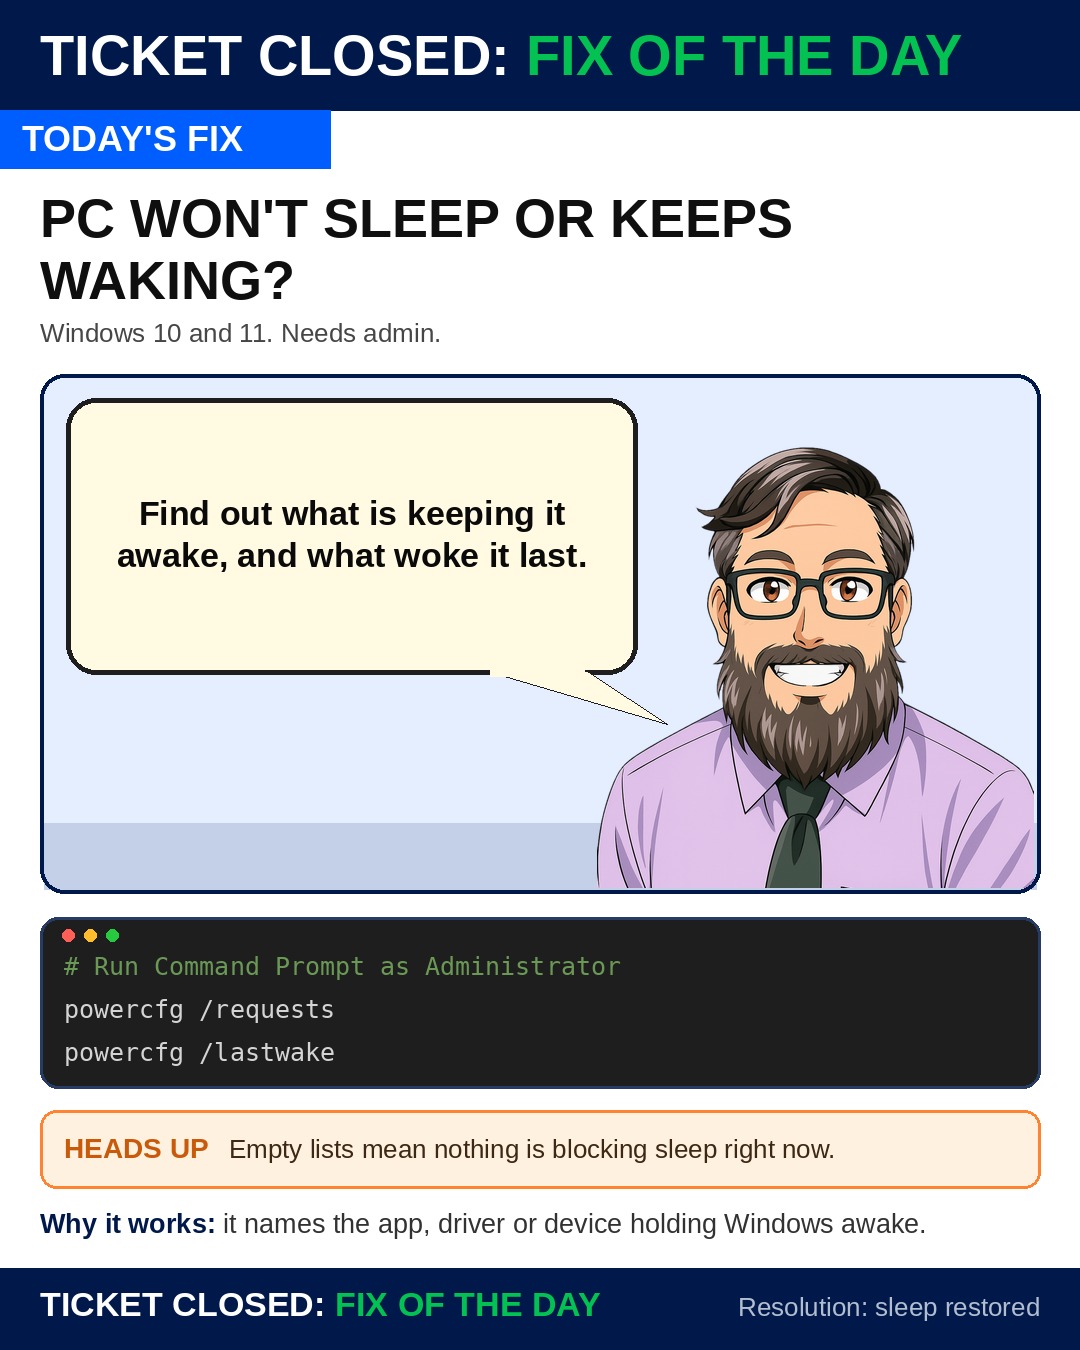 TICKET CLOSED: FIX OF THE DAY
TODAY'S FIX
PC WON'T SLEEP OR KEEPS
WAKING?
Windows 10 and 11. Needs admin.
Find out what is keeping it
awake, and what woke it last.
# Run Command Prompt as Administrator
powercfg /requests
powercfg /lastwake
HEADS UP Empty lists mean nothing is blocking sleep right now.
Why it works: it names the app, driver or device holding Windows awake.
TICKET CLOSED: FIX OF THE DAY
Resolution: sleep restored